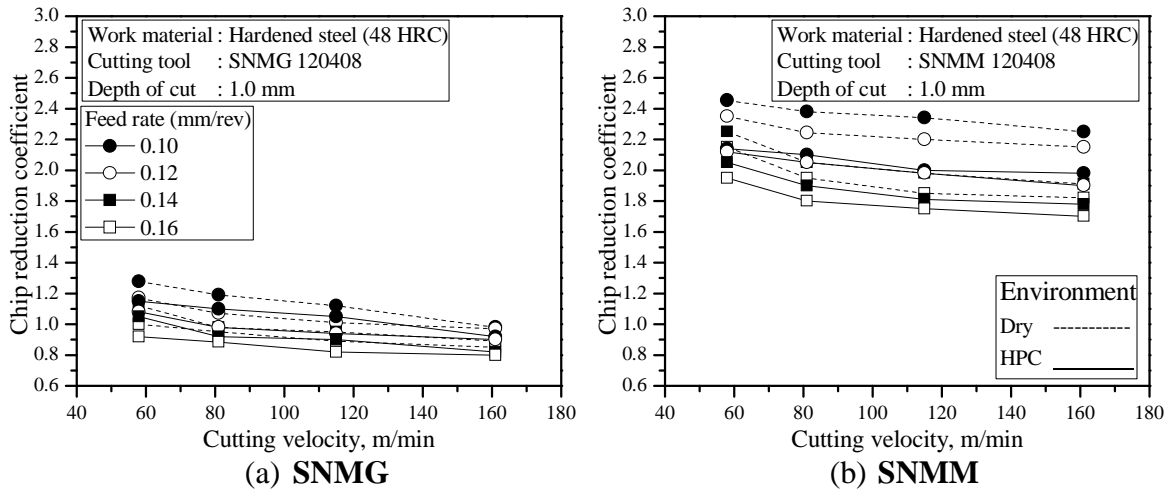 Work material : Hardened steel (48 HRC)
Cutting tool : SNMG 120408
Depth of cut : 1.0 mm
Feed rate (mm/rev)
0.10
0.12
0.14
0.16
Chip reduction coefficient
3.0
2.8
2.6
2.4
2.2
2.0
1.8
1.6
1.4
1.2
1.0
0.8
0.6
40 60 80 100 120 140 160 180
Cutting velocity, m/min
(a) SNMG
Work material : Hardened steel (48 HRC)
Cutting tool : SNMM 120408
Depth of cut : 1.0 mm
Chip reduction coefficient
3.0
2.8
2.6
2.4
2.2
2.0
1.8
1.6
1.4
1.2
1.0
0.8
0.6
Environment
Dry
HPC
40 60 80 100 120 140 160 180
Cutting velocity, m/min
(b) SNMM